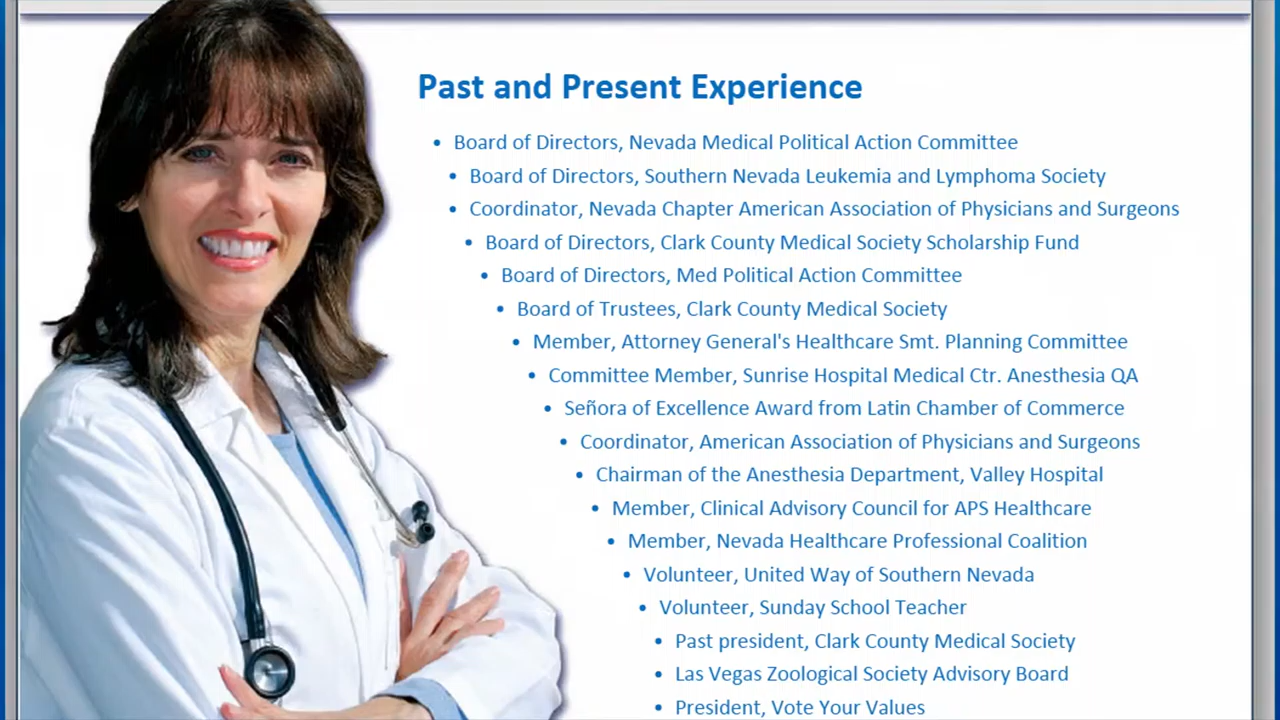 Past and Present Experience
• Board of Directors, Nevada Medical Political Action Committee
• Board of Directors, Southern Nevada Leukemia and Lymphoma Society
• Coordinator, Nevada Chapter American Association of Physicians and Surgeons
• Board of Directors, Clark County Medical Society Scholarship Fund
• Board of Directors, Med Political Action Committee
• Board of Trustees, Clark County Medical Society
• Member, Attorney General's Healthcare Smt. Planning Committee
• Committee Member, Sunrise Hospital Medical Ctr. Anesthesia QA
• Señora of Excellence Award from Latin Chamber of Commerce
• Coordinator, American Association of Physicians and Surgeons
• Chairman of the Anesthesia Department, Valley Hospital
• Member, Clinical Advisory Council for APS Healthcare
• Member, Nevada Healthcare Professional Coalition
• Volunteer, United Way of Southern Nevada
• Volunteer, Sunday School Teacher
• Past president, Clark County Medical Society
• Las Vegas Zoological Society Advisory Board
• President, Vote Your Values